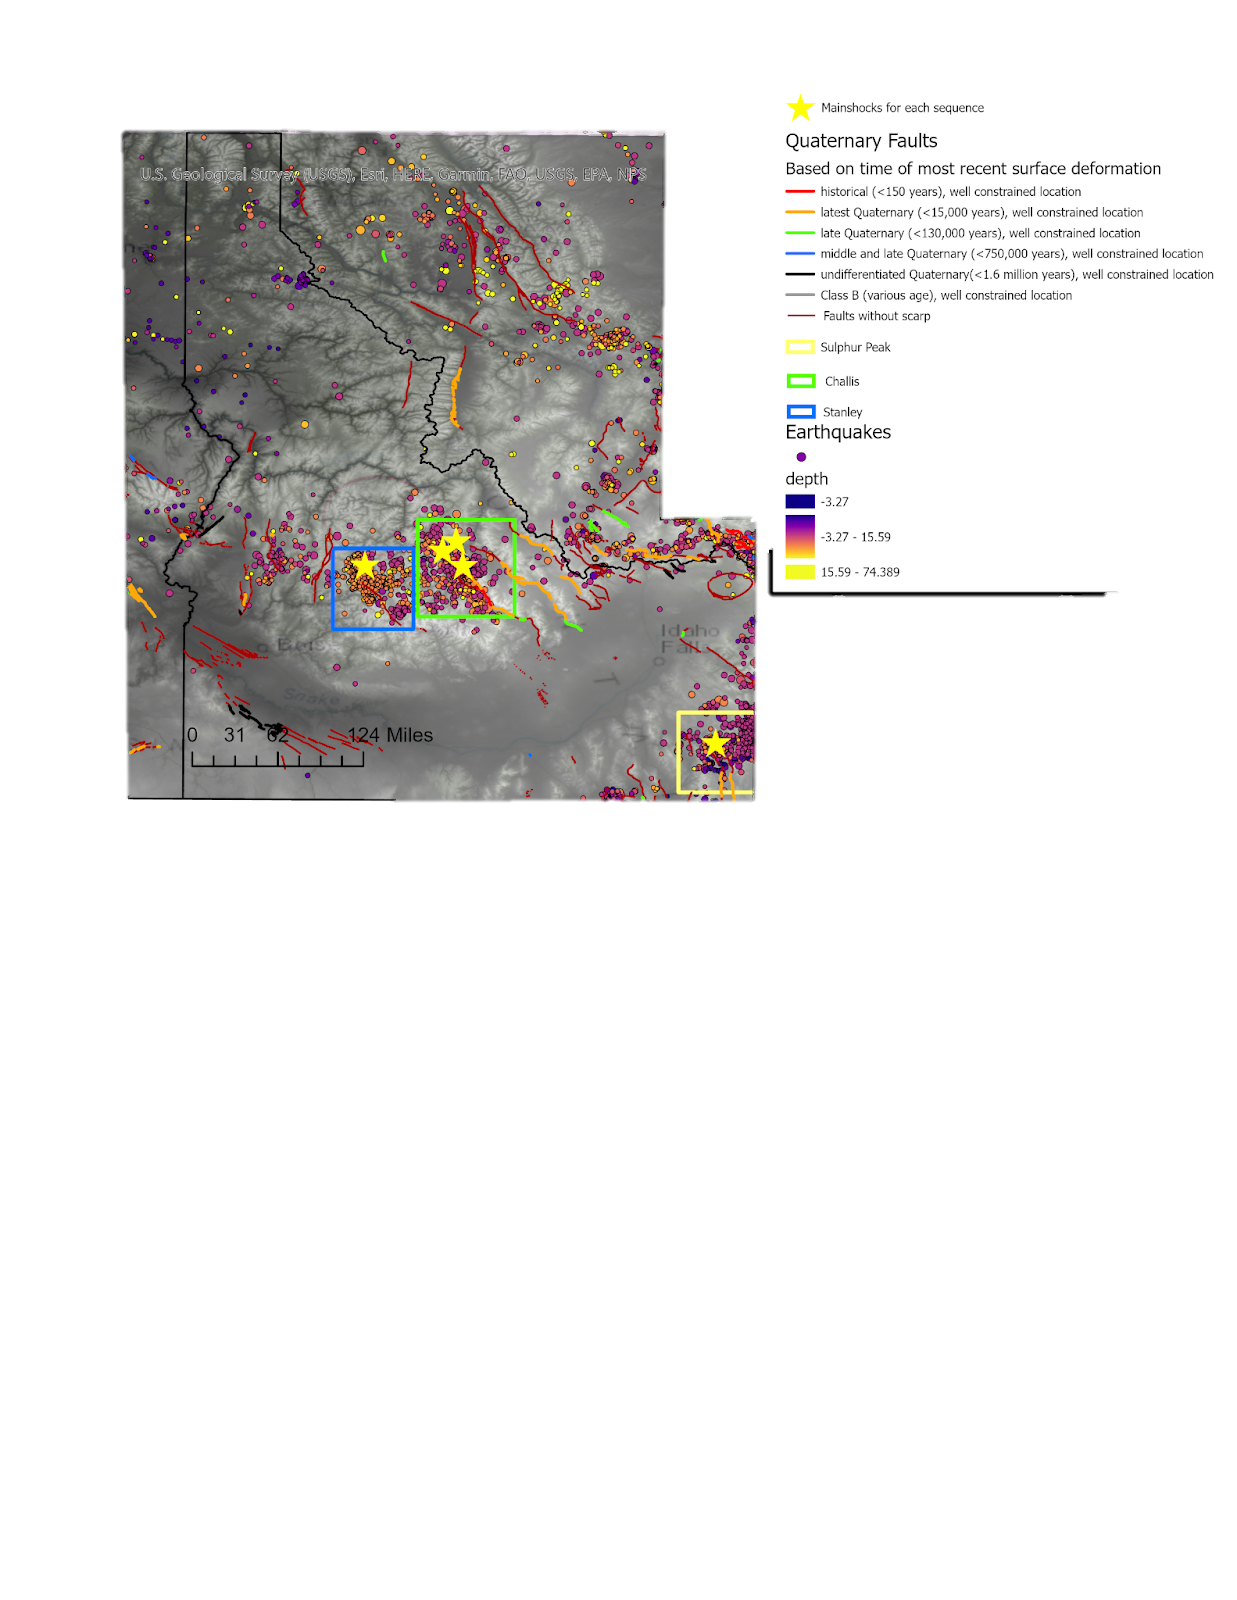 Mainshocks for each sequence
Quaternary Faults
Based on time of most recent surface deformation
historical (<150 years), well constrained location
latest Quaternary (<15,000 years), well constrained location
late Quaternary (<130,000 years), well constrained location
middle and late Quaternary (<750,000 years), well constrained location
undifferentiated Quaternary(<1.6 million years), well constrained location
Class B (various age), well constrained location
Faults without scarp
Sulphur Peak
Challis
Stanley
Earthquakes
depth
-3.27
-3.27 - 15.59
15.59 - 74.389
U.S. Geological Survey (USGS), Esri, HERE, Garmin, FAO, USGS, EPA, NPS
Idaho
Falls
Snake
0 31 62 124 Miles